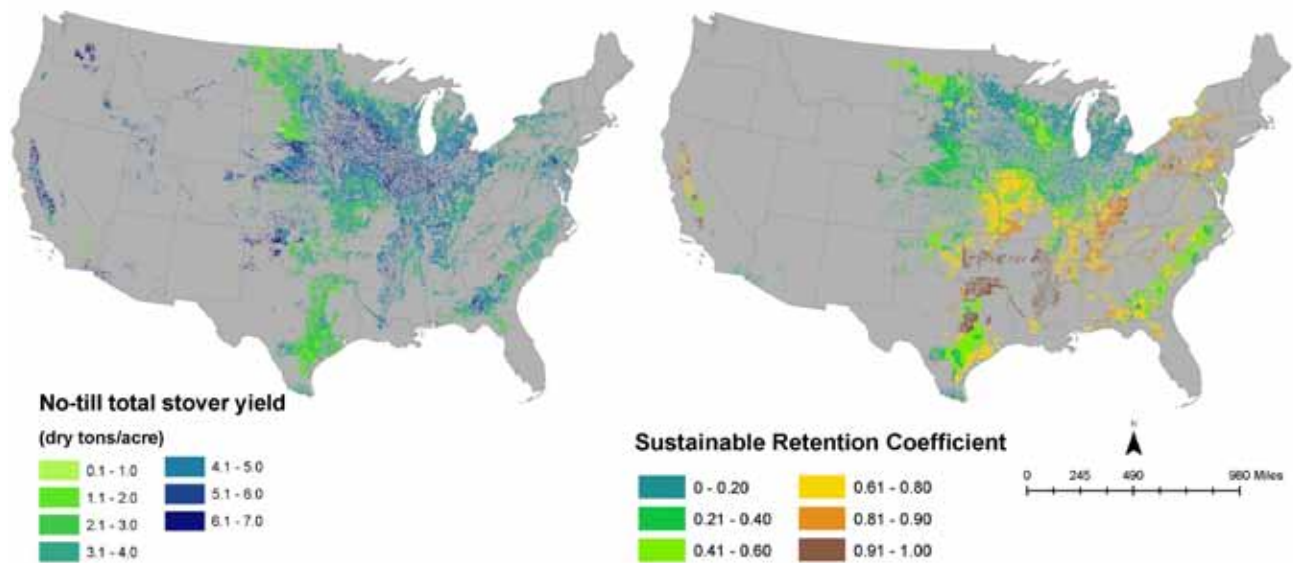 No-till total stover yield
(dry tons/acre)
0.1 - 1.0
1.1 - 2.0
2.1 - 3.0
3.1 - 4.0
4.1 - 5.0
5.1 - 6.0
6.1 - 7.0
Sustainable Retention Coefficient
0 - 0.20
0.21 - 0.40
0.41 - 0.60
0.61 - 0.80
0.81 - 0.90
0.91 - 1.00
N
0 245 490 980 Miles